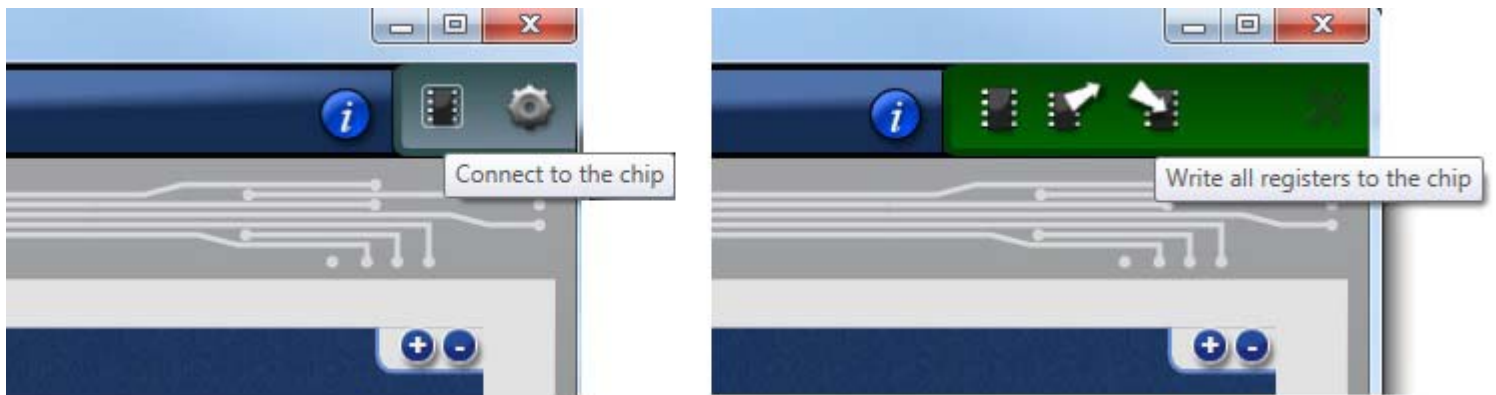 i
Connect to the chip
+ -
i
Write all registers to the chip
+ -